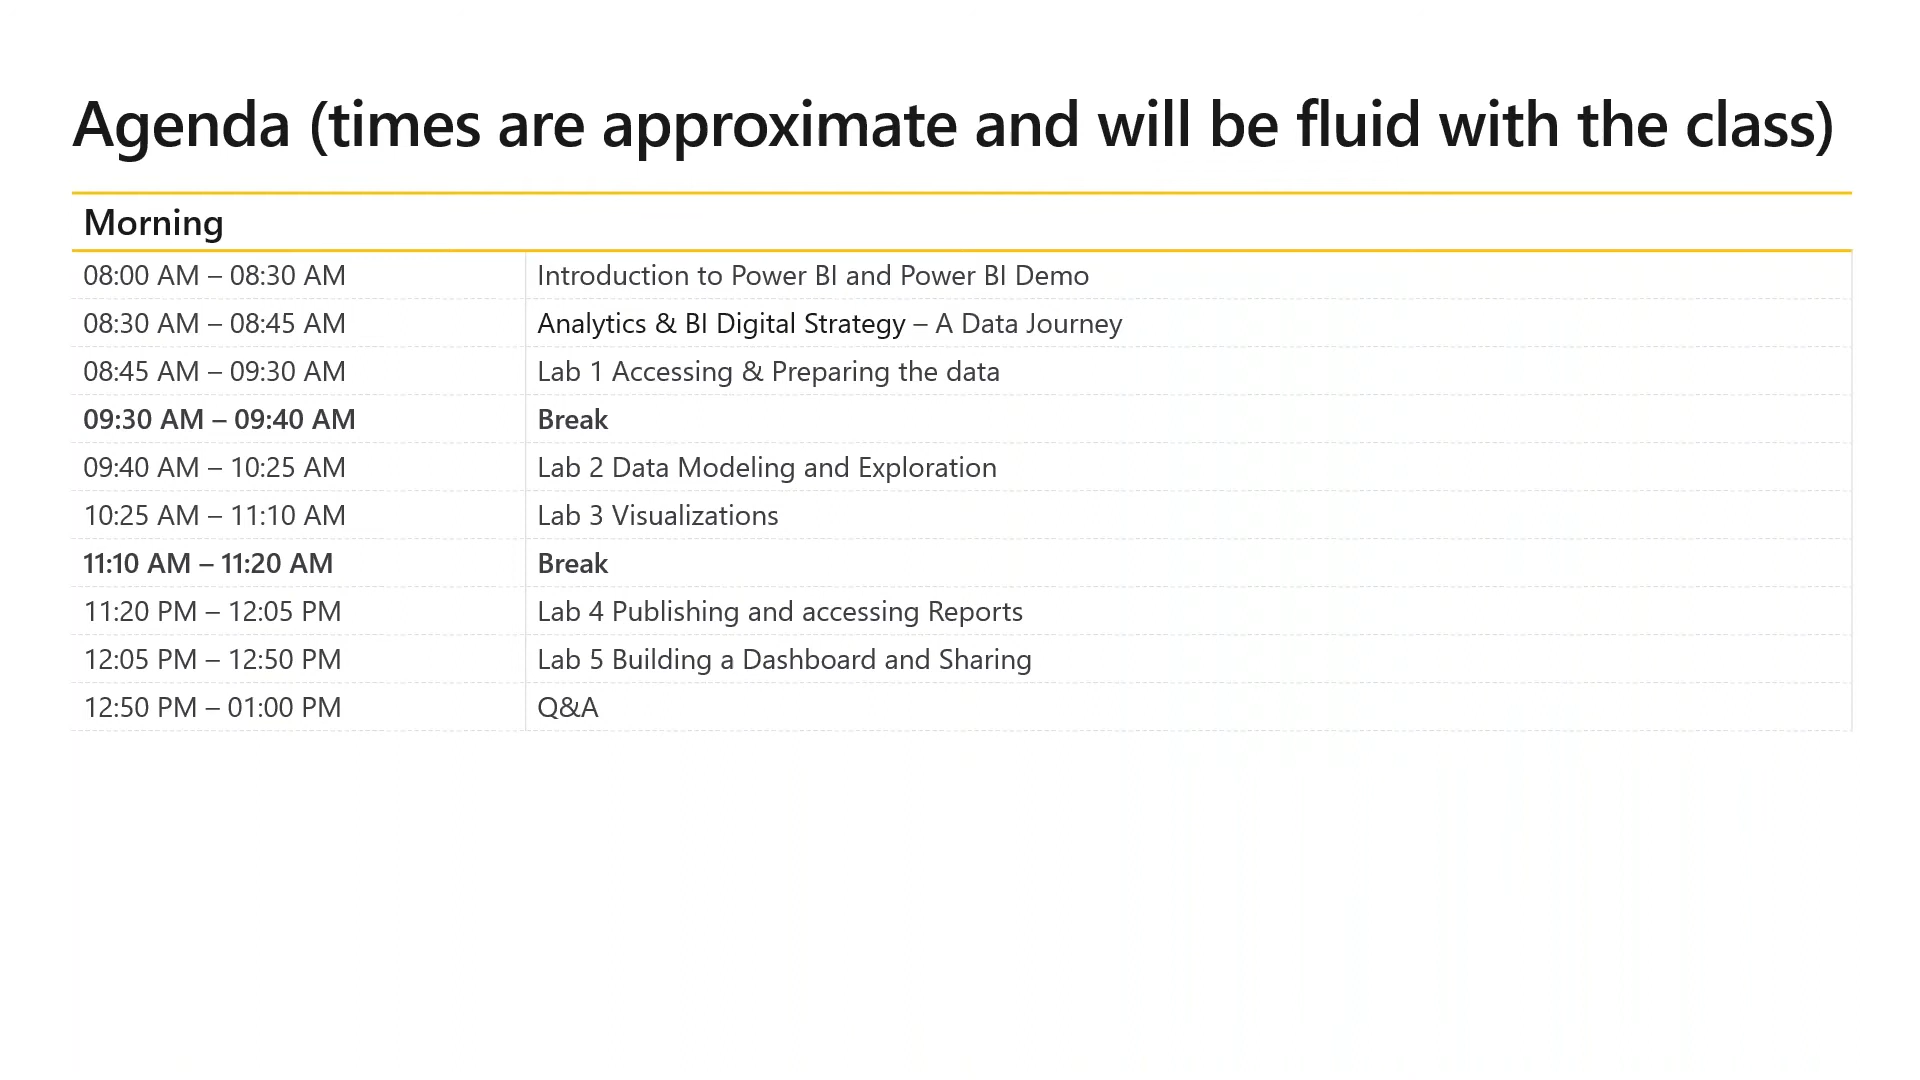 Agenda (times are approximate and will be fluid with the class)
Morning
08:00 AM – 08:30 AM Introduction to Power BI and Power BI Demo
08:30 AM – 08:45 AM Analytics & BI Digital Strategy – A Data Journey
08:45 AM – 09:30 AM Lab 1 Accessing & Preparing the data
09:30 AM – 09:40 AM Break
09:40 AM – 10:25 AM Lab 2 Data Modeling and Exploration
10:25 AM – 11:10 AM Lab 3 Visualizations
11:10 AM – 11:20 AM Break
11:20 PM – 12:05 PM Lab 4 Publishing and accessing Reports
12:05 PM – 12:50 PM Lab 5 Building a Dashboard and Sharing
12:50 PM – 01:00 PM Q&A